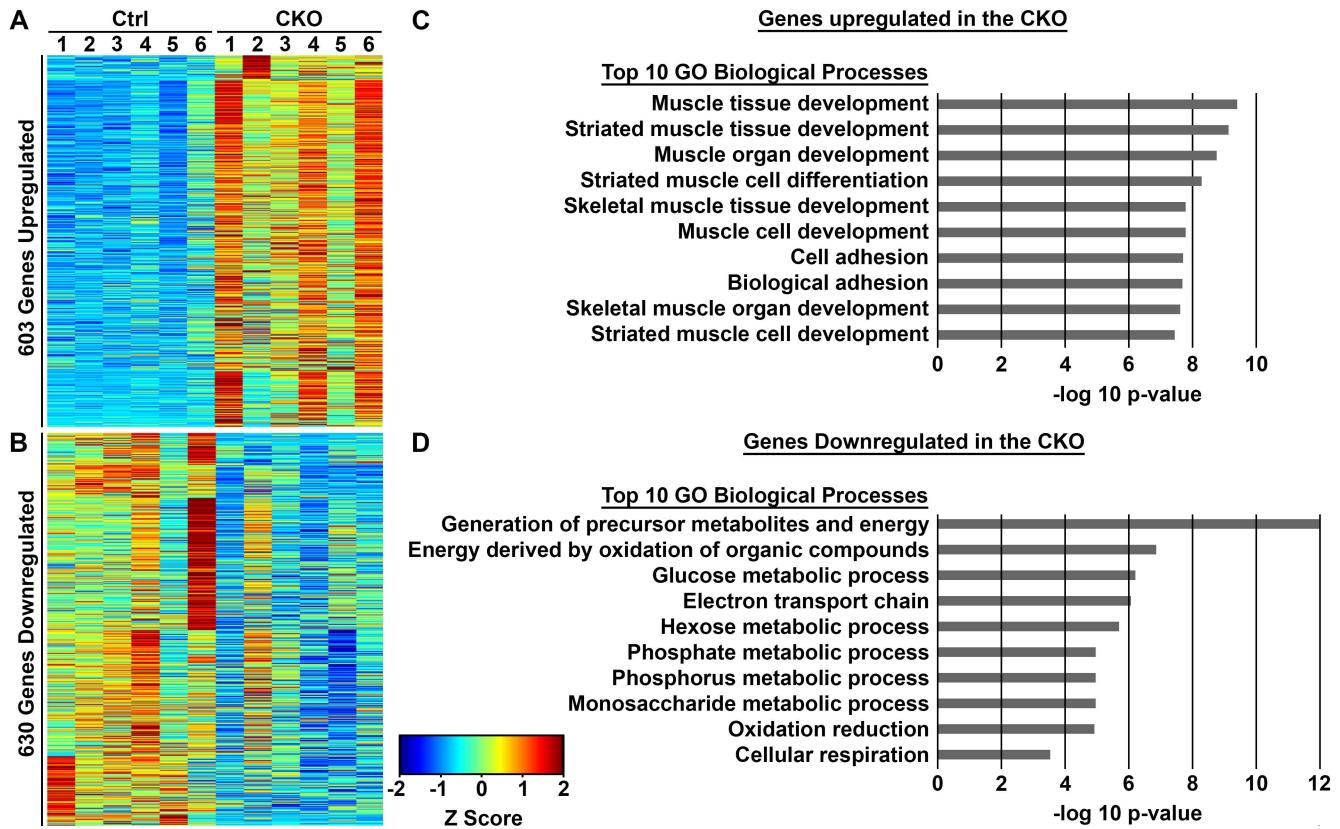 A
Ctrl CKO
1 2 3 4 5 6 1 2 3 4 5 6
603 Genes Upregulated
B
630 Genes Downregulated
-2 -1 0 1 2
Z Score
C
Genes upregulated in the CKO
Top 10 GO Biological Processes
Muscle tissue development
Striated muscle tissue development
Muscle organ development
Striated muscle cell differentiation
Skeletal muscle tissue development
Muscle cell development
Cell adhesion
Biological adhesion
Skeletal muscle organ development
Striated muscle cell development
0 2 4 6 8 10
-log 10 p-value
D
Genes Downregulated in the CKO
Top 10 GO Biological Processes
Generation of precursor metabolites and energy
Energy derived by oxidation of organic compounds
Glucose metabolic process
Electron transport chain
Hexose metabolic process
Phosphate metabolic process
Phosphorus metabolic process
Monosaccharide metabolic process
Oxidation reduction
Cellular respiration
0 2 4 6 8 10 12
-log 10 p-value